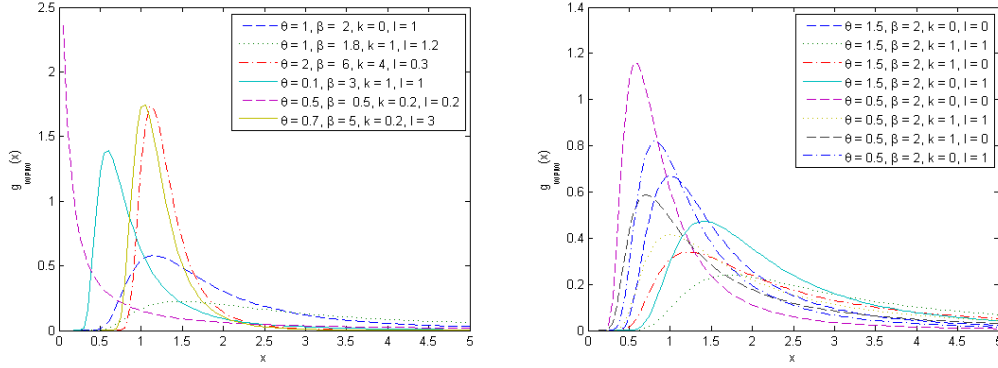 θ = 1, β = 2, k = 0, l = 1
θ = 1, β = 1.8, k = 1, l = 1.2
θ = 2, β = 6, k = 4, l = 0.3
θ = 0.1, β = 3, k = 1, l = 1
θ = 0.5, β = 0.5, k = 0.2, l = 0.2
θ = 0.7, β = 5, k = 0.2, l = 3
2.5
2
1.5
1
0.5
0
g (x)
0 0.5 1 1.5 2 2.5 3 3.5 4 4.5 5
x
θ = 1.5, β = 2, k = 0, l = 0
θ = 1.5, β = 2, k = 1, l = 1
θ = 1.5, β = 2, k = 1, l = 0
θ = 1.5, β = 2, k = 0, l = 1
θ = 0.5, β = 2, k = 0, l = 0
θ = 0.5, β = 2, k = 1, l = 1
θ = 0.5, β = 2, k = 1, l = 0
θ = 0.5, β = 2, k = 0, l = 1
1.4
1.2
1
0.8
0.6
0.4
0.2
0
g (x)
0 0.5 1 1.5 2 2.5 3 3.5 4 4.5 5
x